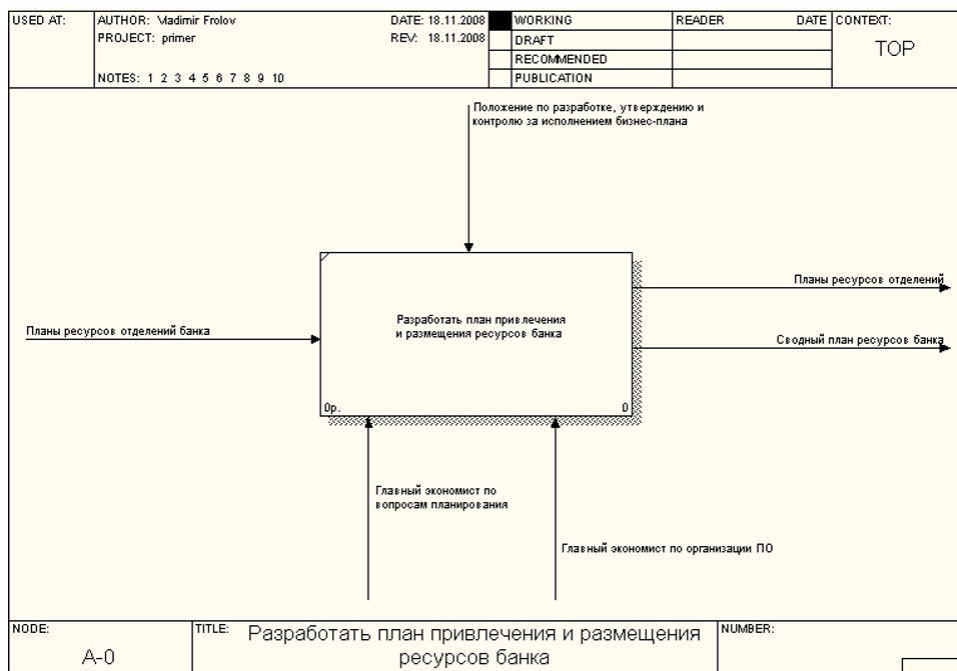 USED AT:
AUTHOR: Vladimir Frolov
DATE: 18.11.2008
WORKING
READER
DATE
CONTEXT:
PROJECT: primer
REV: 18.11.2008
DRAFT
TOP
RECOMMENDED
NOTES: 1 2 3 4 5 6 7 8 9 10
PUBLICATION
Положение по разработке, утверждению и
контролю за исполнением бизнес-плана
Планы ресурсов отделений
Планы ресурсов отделений банка
Разработать план привлечения
и размещения ресурсов банка
Сводный план ресурсов банка
0р.
0
Главный экономист по
вопросам планирования
Главный экономист по организации ПО
NODE:
A-0
TITLE:
Разработать план привлечения и размещения
ресурсов банка
NUMBER: